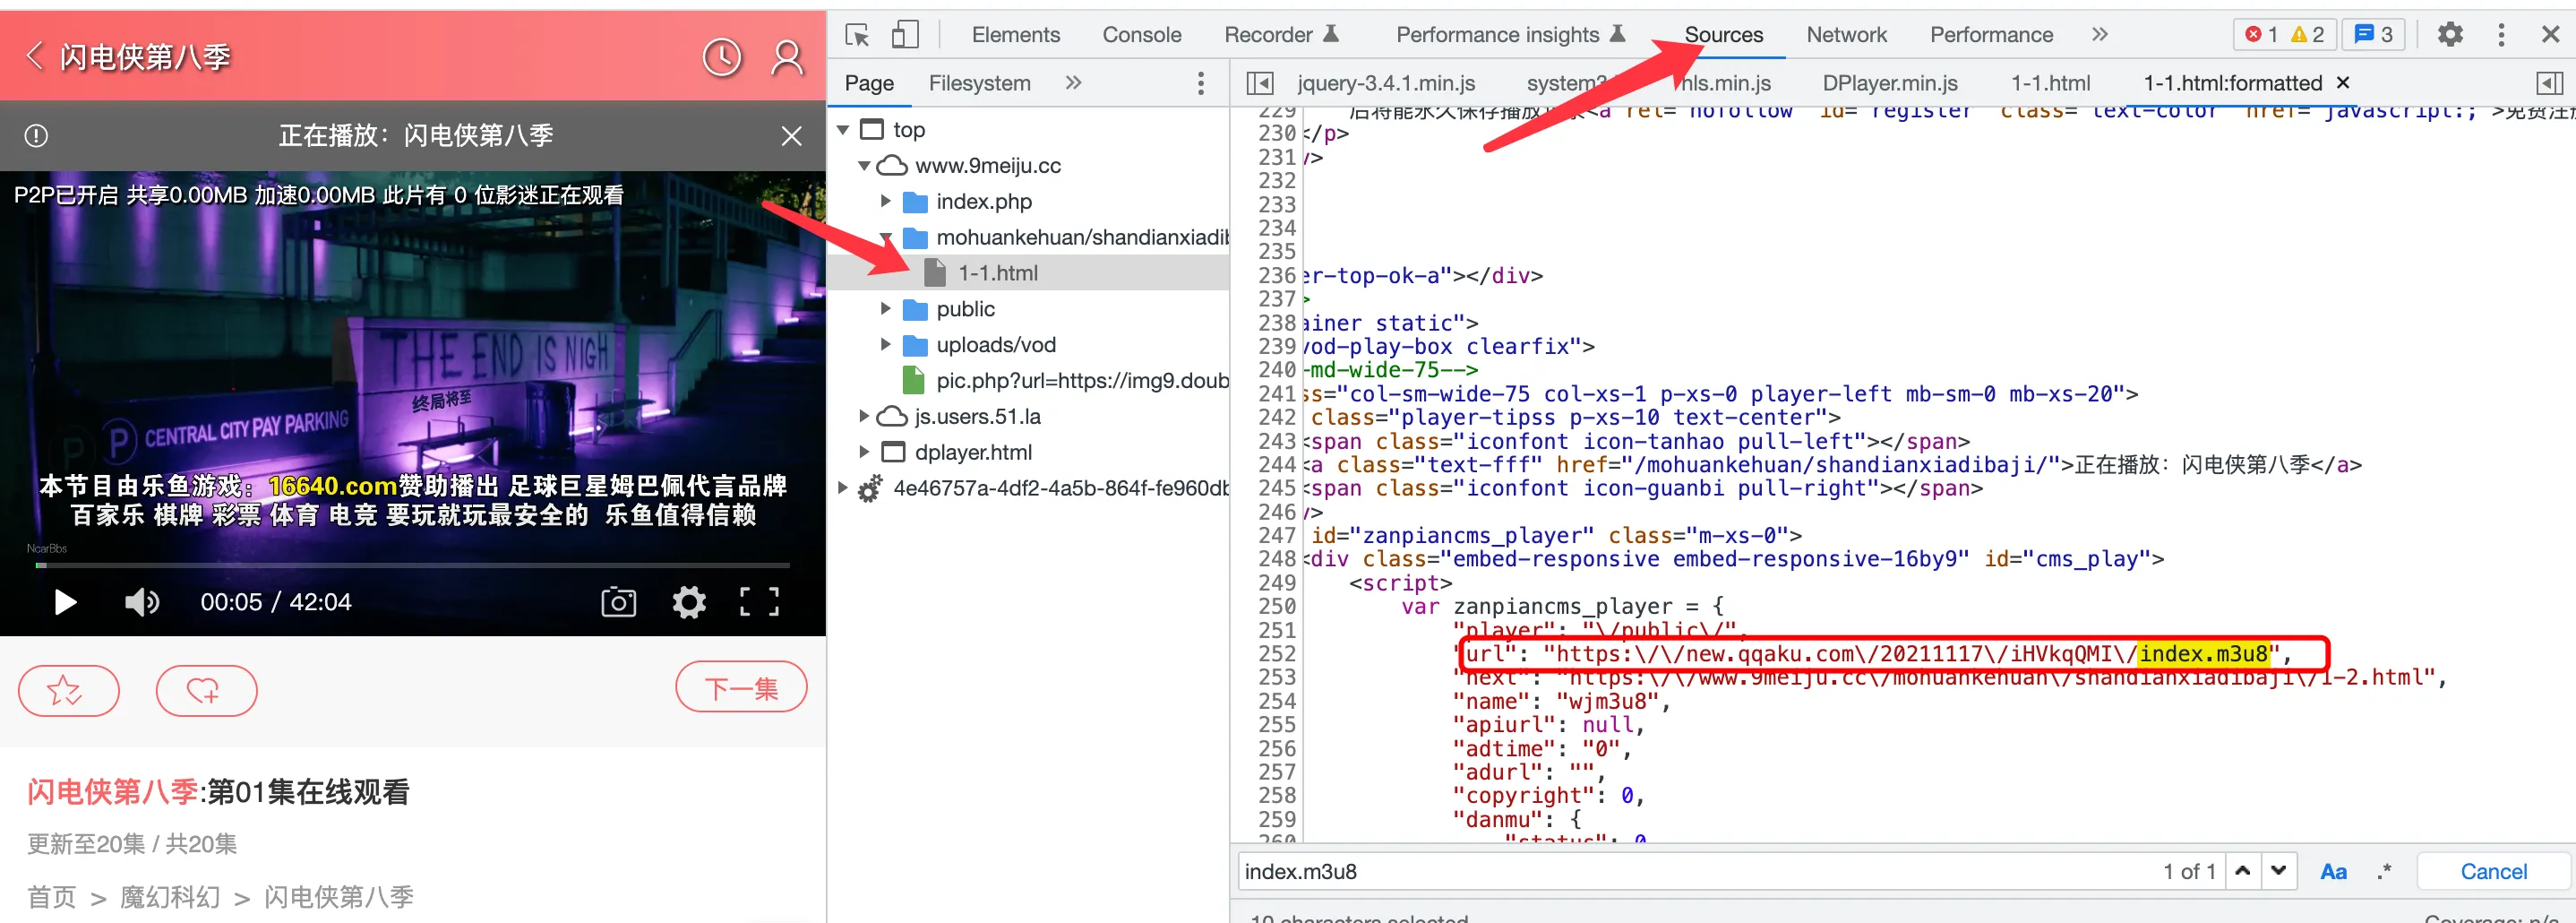 闪电侠第八季
正在播放：闪电侠第八季
P2P已开启 共享0.00MB 加速0.00MB 此片有 0 位影迷正在观看
THE END IS NIGH
终局将至
P CENTRAL CITY PAY PARKING
本节目由乐鱼游戏：16640.com赞助播出 足球巨星姆巴佩代言品牌
百家乐 棋牌 彩票 体育 电竞 要玩就玩最安全的 乐鱼值得信赖
NcarBbs
00:05 / 42:04
下一集
闪电侠第八季:第01集在线观看
更新至20集 / 共20集
首页 > 魔幻科幻 > 闪电侠第八季
Elements Console Recorder Performance insights Sources Network Performance 1 2 3
Page Filesystem
top
www.9meiju.cc
index.php
mohuankehuan/shandianxiadib
1-1.html
public
uploads/vod
pic.php?url=https://img9.doub
js.users.51.la
dplayer.html
4e46757a-4df2-4a5b-864f-fe960db
jquery-3.4.1.min.js system3 hls.min.js DPlayer.min.js 1-1.html 1-1.html:formatted
229 后将能永久保存播放 <a rel="nofollow" id="register" class="text-color" href="javascript:;">免费注
230 </p>
231 />
232
233
234
235
236 er-top-ok-a"></div>
237 >
238 ainer static">
239 vod-play-box clearfix">
240 -md-wide-75-->
241 ss="col-sm-wide-75 col-xs-1 p-xs-0 player-left mb-sm-0 mb-xs-20">
242 class="player-tipss p-xs-10 text-center">
243 <span class="iconfont icon-tanhao pull-left"></span>
244 <a class="text-fff" href="/mohuankehuan/shandianxiadibaji/">正在播放：闪电侠第八季</a>
245 <span class="iconfont icon-guanbi pull-right"></span>
246 />
247 id="zanpiancms_player" class="m-xs-0">
248 <div class="embed-responsive embed-responsive-16by9" id="cms_play">
249 <script>
250 var zanpiancms_player = {
251 "player": "\/public\/",
252 "url": "https:\/\/new.qqaku.com\/20211117\/iHVkqQMI\/index.m3u8",
253 "next": "https:\/\/www.9meiju.cc\/mohuankehuan\/shandianxiadibaji\/1-2.html",
254 "name": "wjm3u8",
255 "apiurl": null,
256 "adtime": "0",
257 "adurl": "",
258 "copyright": 0,
259 "danmu": {
260 "status": 0
index.m3u8 1 of 1 Aa .* Cancel
10 characters selected Coverage: n/a